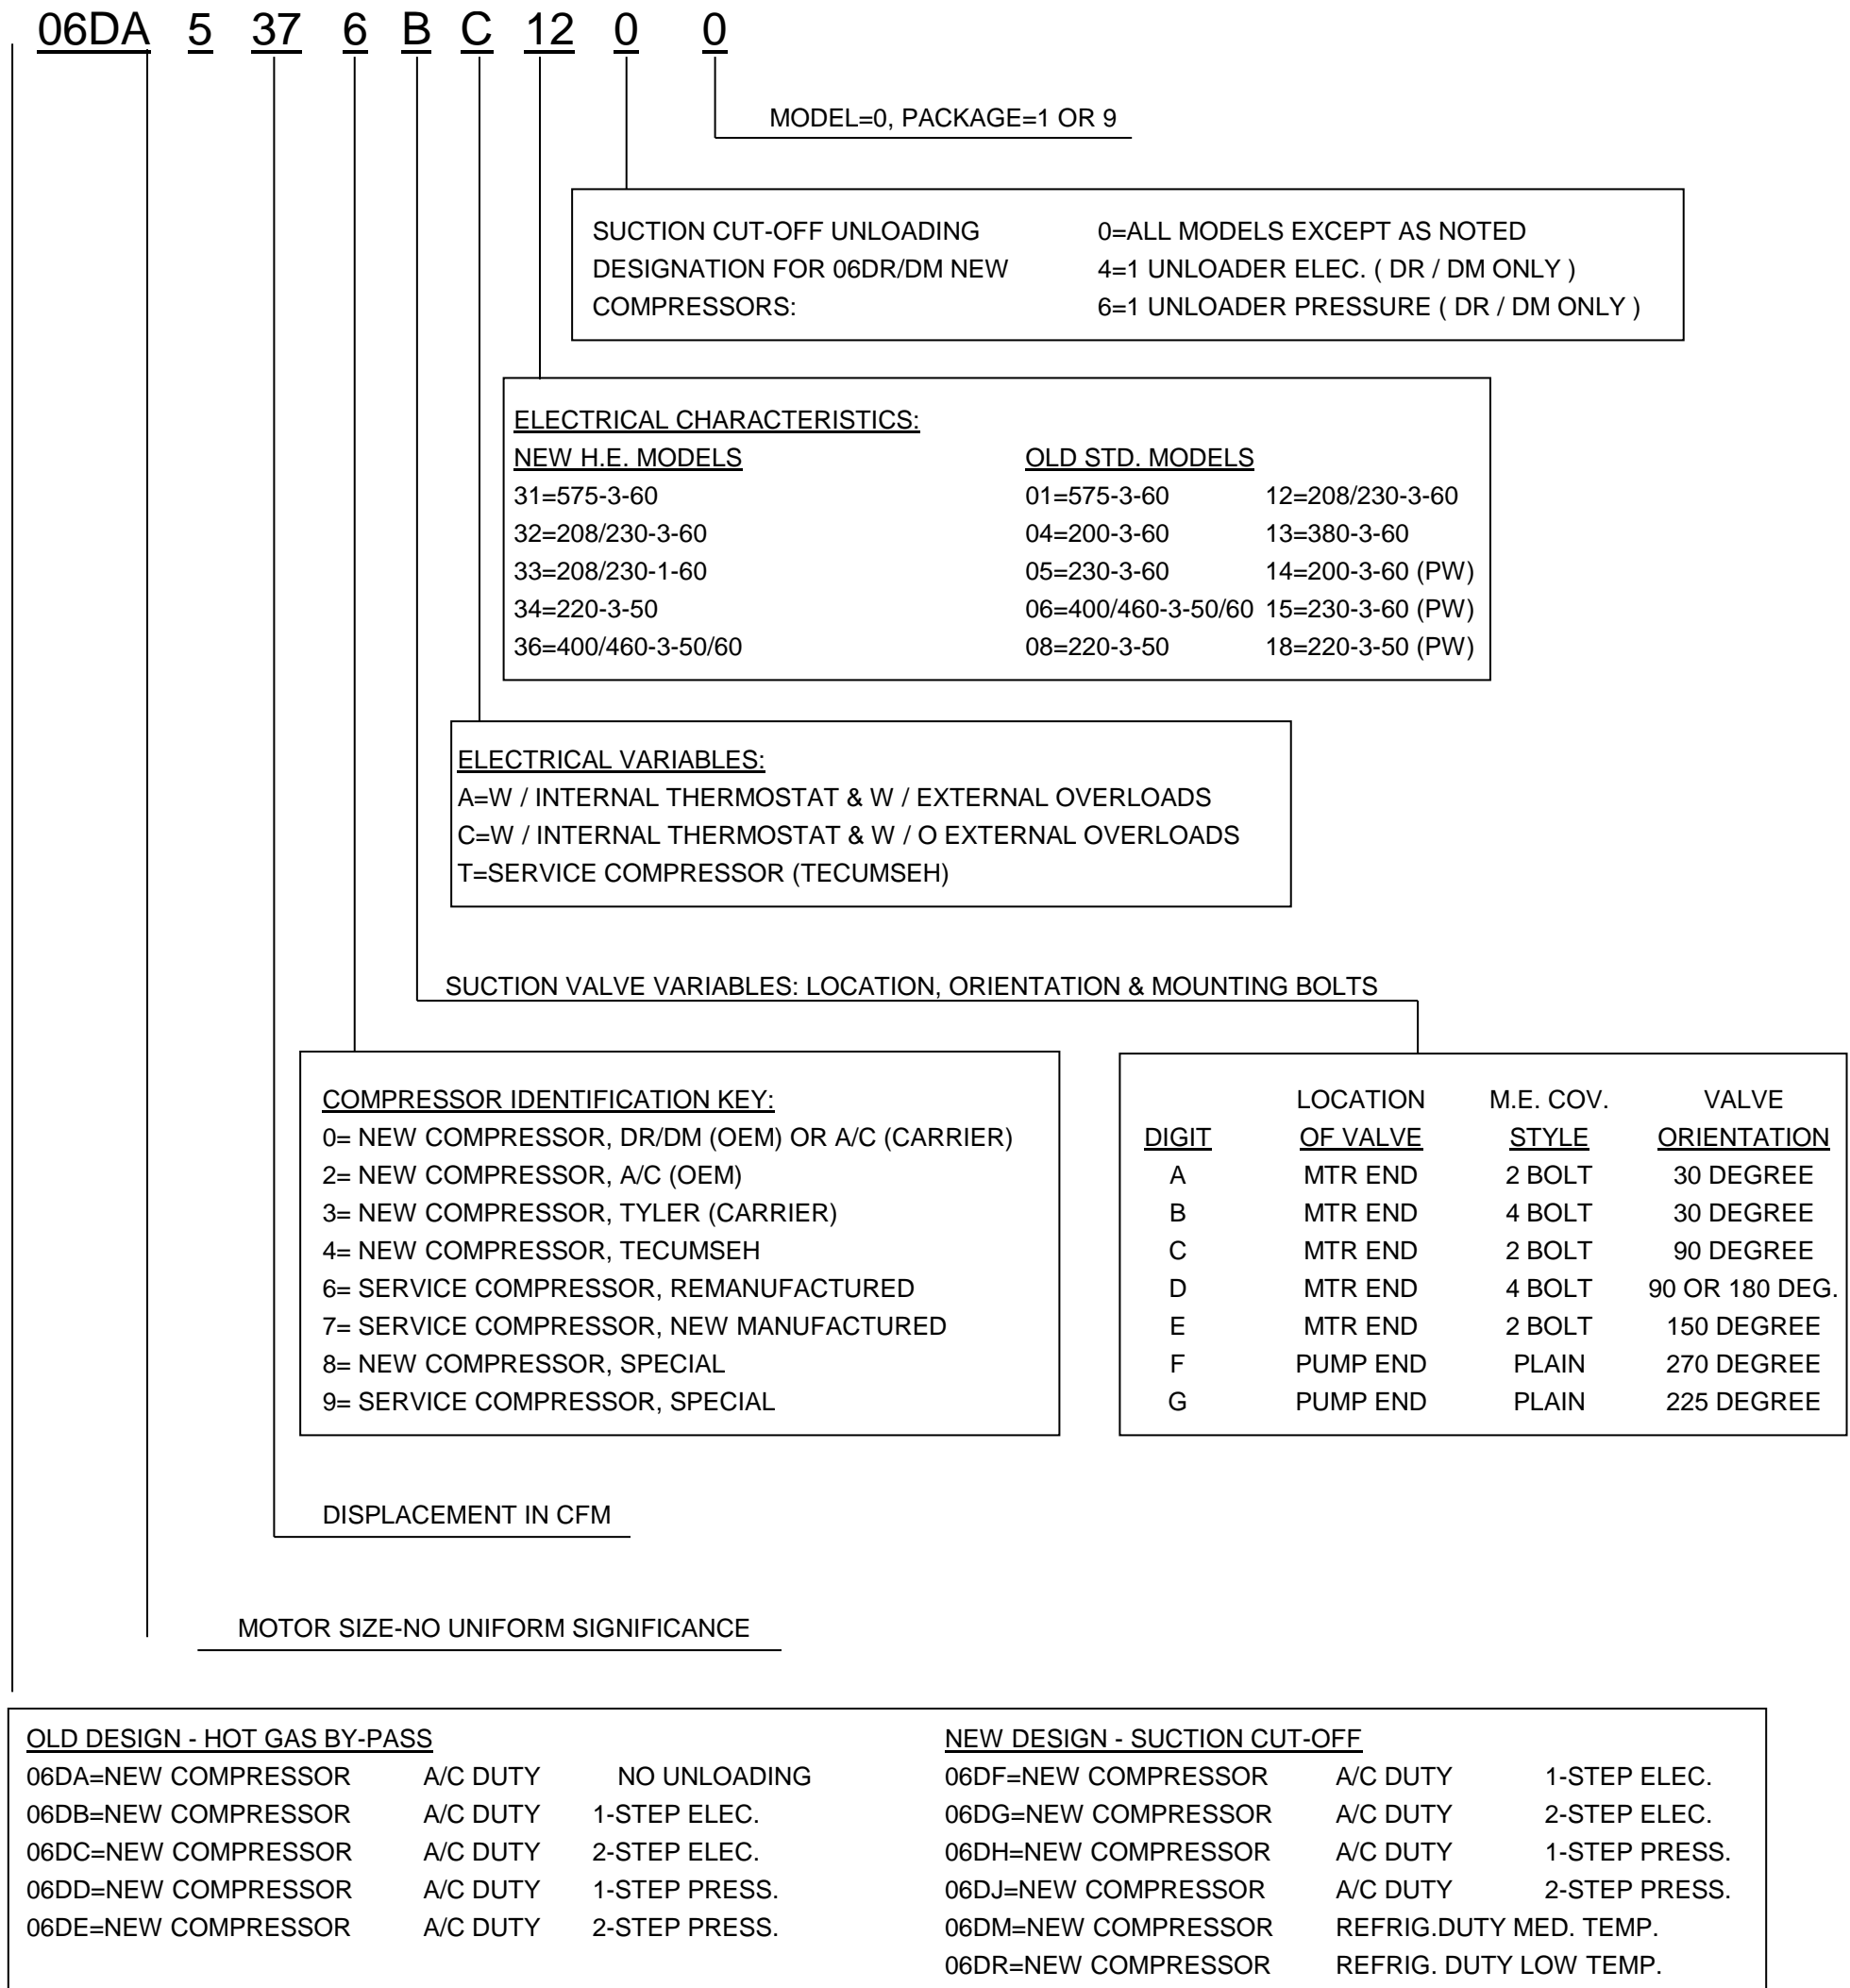 06DA 5 37 6 B C 12 0 0
MODEL=0, PACKAGE=1 OR 9
SUCTION CUT-OFF UNLOADING 0=ALL MODELS EXCEPT AS NOTED
DESIGNATION FOR 06DR/DM NEW 4=1 UNLOADER ELEC. ( DR / DM ONLY )
COMPRESSORS: 6=1 UNLOADER PRESSURE ( DR / DM ONLY )
ELECTRICAL CHARACTERISTICS:
NEW H.E. MODELS OLD STD. MODELS
31=575-3-60 01=575-3-60 12=208/230-3-60
32=208/230-3-60 04=200-3-60 13=380-3-60
33=208/230-1-60 05=230-3-60 14=200-3-60 (PW)
34=220-3-50 06=400/460-3-50/60 15=230-3-60 (PW)
36=400/460-3-50/60 08=220-3-50 18=220-3-50 (PW)
ELECTRICAL VARIABLES:
A=W / INTERNAL THERMOSTAT & W / EXTERNAL OVERLOADS
C=W / INTERNAL THERMOSTAT & W / O EXTERNAL OVERLOADS
T=SERVICE COMPRESSOR (TECUMSEH)
SUCTION VALVE VARIABLES: LOCATION, ORIENTATION & MOUNTING BOLTS
COMPRESSOR IDENTIFICATION KEY:
0= NEW COMPRESSOR, DR/DM (OEM) OR A/C (CARRIER)
2= NEW COMPRESSOR, A/C (OEM)
3= NEW COMPRESSOR, TYLER (CARRIER)
4= NEW COMPRESSOR, TECUMSEH
6= SERVICE COMPRESSOR, REMANUFACTURED
7= SERVICE COMPRESSOR, NEW MANUFACTURED
8= NEW COMPRESSOR, SPECIAL
9= SERVICE COMPRESSOR, SPECIAL
LOCATION M.E. COV. VALVE
DIGIT OF VALVE STYLE ORIENTATION
A MTR END 2 BOLT 30 DEGREE
B MTR END 4 BOLT 30 DEGREE
C MTR END 2 BOLT 90 DEGREE
D MTR END 4 BOLT 90 OR 180 DEG.
E MTR END 2 BOLT 150 DEGREE
F PUMP END PLAIN 270 DEGREE
G PUMP END PLAIN 225 DEGREE
DISPLACEMENT IN CFM
MOTOR SIZE-NO UNIFORM SIGNIFICANCE
OLD DESIGN - HOT GAS BY-PASS
06DA=NEW COMPRESSOR A/C DUTY NO UNLOADING
06DB=NEW COMPRESSOR A/C DUTY 1-STEP ELEC.
06DC=NEW COMPRESSOR A/C DUTY 2-STEP ELEC.
06DD=NEW COMPRESSOR A/C DUTY 1-STEP PRESS.
06DE=NEW COMPRESSOR A/C DUTY 2-STEP PRESS.
NEW DESIGN - SUCTION CUT-OFF
06DF=NEW COMPRESSOR A/C DUTY 1-STEP ELEC.
06DG=NEW COMPRESSOR A/C DUTY 2-STEP ELEC.
06DH=NEW COMPRESSOR A/C DUTY 1-STEP PRESS.
06DJ=NEW COMPRESSOR A/C DUTY 2-STEP PRESS.
06DM=NEW COMPRESSOR REFRIG.DUTY MED. TEMP.
06DR=NEW COMPRESSOR REFRIG. DUTY LOW TEMP.